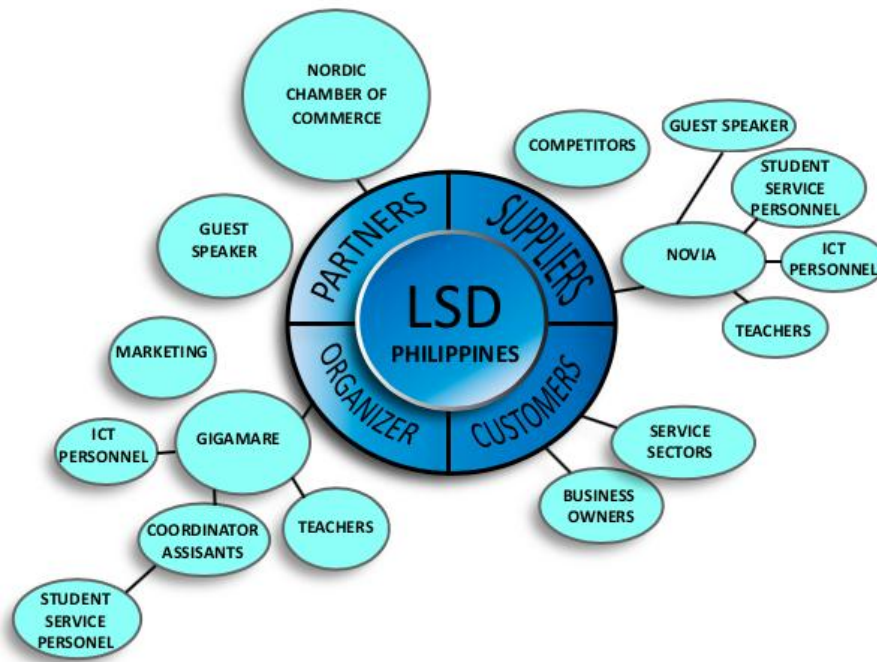 NORDIC
CHAMBER OF
COMMERCE
COMPETITORS
GUEST SPEAKER
STUDENT
SERVICE
PERSONNEL
GUEST
SPEAKER
PARTNERS
SUPPLIERS
NOVIA
ICT
PERSONNEL
LSD
PHILIPPINES
TEACHERS
MARKETING
ORGANIZER
CUSTOMERS
GIGAMARE
ICT
PERSONNEL
SERVICE
SECTORS
BUSINESS
OWNERS
TEACHERS
COORDINATOR
ASSISANTS
STUDENT
SERVICE
PERSONEL